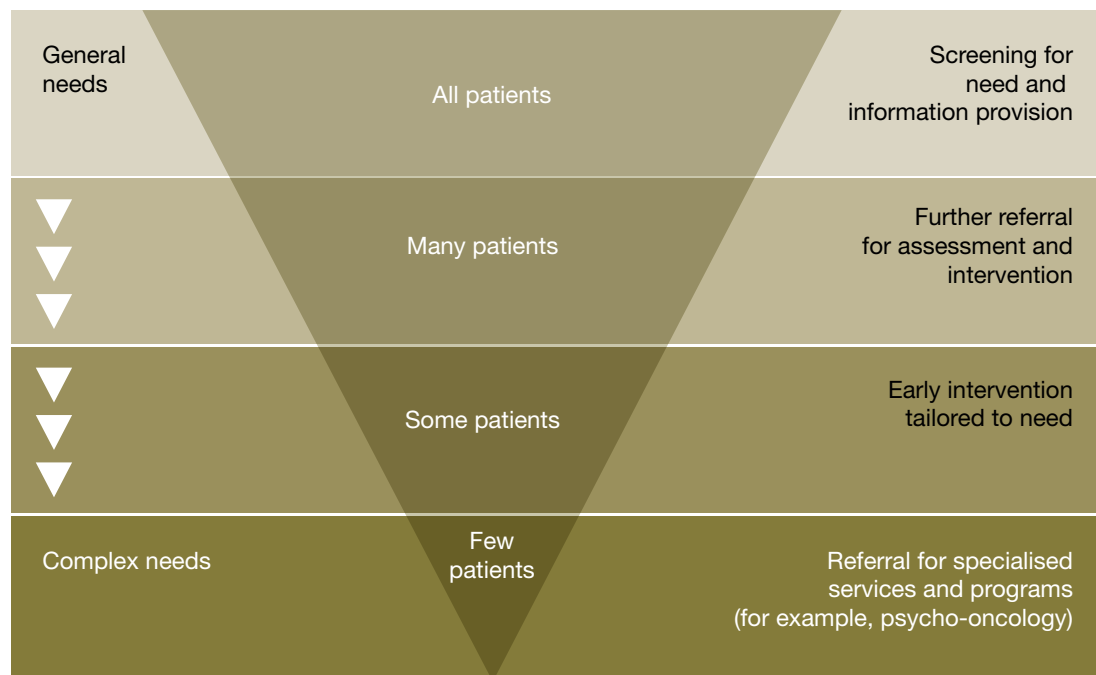 General
needs
All patients
Screening for
need and
information provision
Many patients
Further referral
for assessment and
intervention
Some patients
Early intervention
tailored to need
Complex needs
Few
patients
Referral for specialised
services and programs
(for example, psycho-oncology)